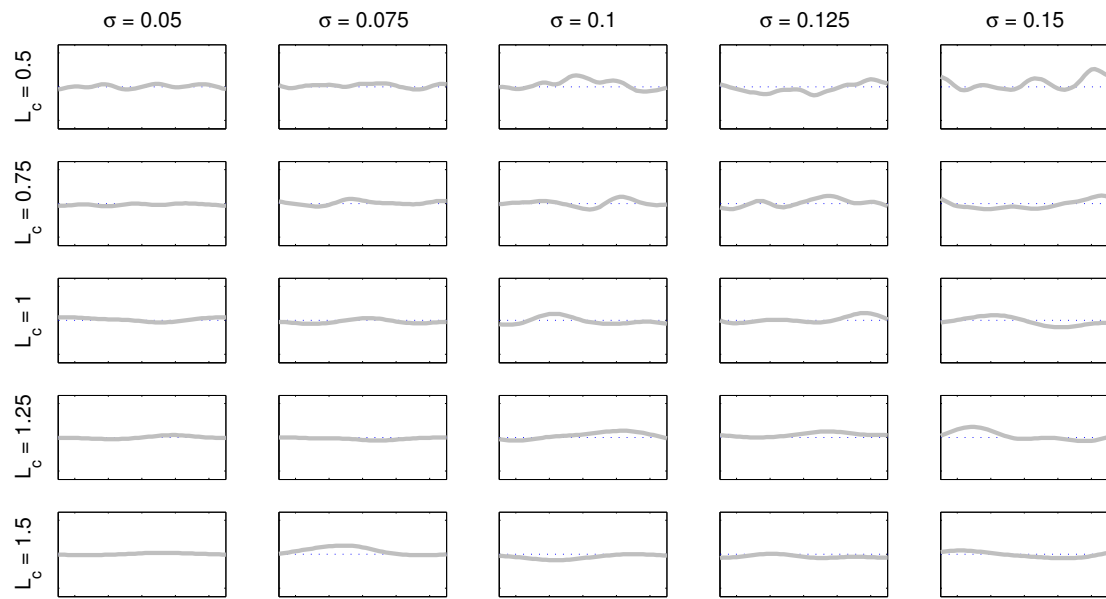 σ = 0.05 σ = 0.075 σ = 0.1 σ = 0.125 σ = 0.15
L_c = 0.5
L_c = 0.75
L_c = 1
L_c = 1.25
L_c = 1.5